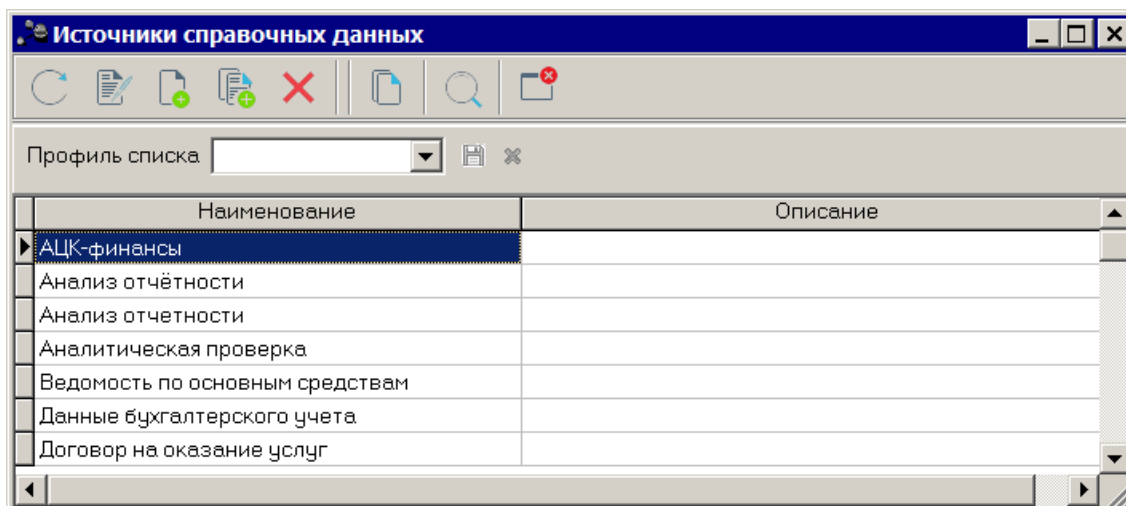 Источники справочных данных
Профиль списка
Наименование Описание
АЦК-финансы
Анализ отчётности
Анализ отчетности
Аналитическая проверка
Ведомость по основным средствам
Данные бухгалтерского учета
Договор на оказание услуг